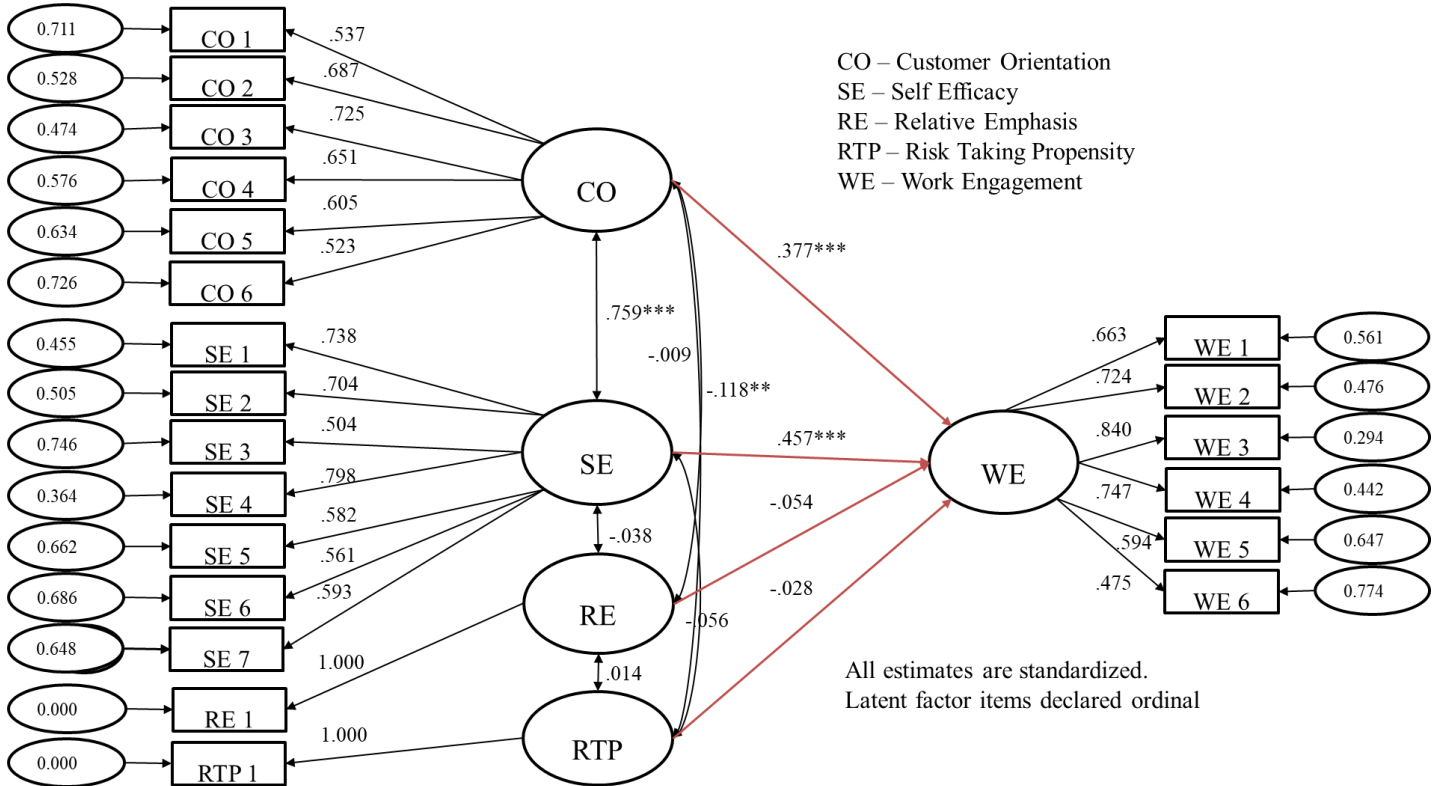 0.711
CO 1
.537
0.528
CO 2
.687
0.474
CO 3
.725
0.576
CO 4
.651
0.634
CO 5
.605
0.726
CO 6
.523
CO
CO – Customer Orientation
SE – Self Efficacy
RE – Relative Emphasis
RTP – Risk Taking Propensity
WE – Work Engagement
.377***
.759***
-.009
-.118**
0.455
SE 1
.738
0.505
SE 2
.704
0.746
SE 3
.504
0.364
SE 4
.798
0.662
SE 5
.582
0.686
SE 6
.561
0.648
SE 7
.593
SE
.457***
-.054
-.038
RE
-.056
-.028
.014
0.000
RE 1
1.000
0.000
RTP 1
1.000
RTP
WE
.663
WE 1
0.561
.724
WE 2
0.476
.840
WE 3
0.294
.747
WE 4
0.442
.594
WE 5
0.647
.475
WE 6
0.774
All estimates are standardized.
Latent factor items declared ordinal